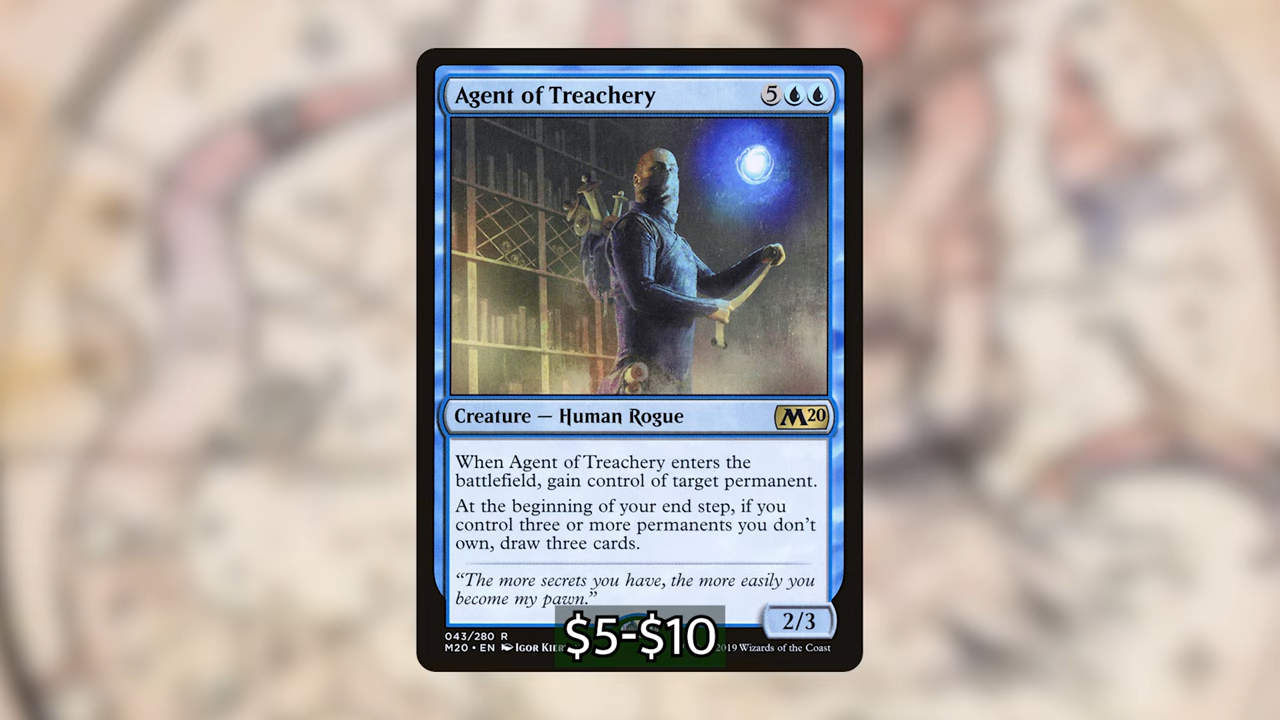 Agent of Treachery 5
Creature — Human Rogue M20
When Agent of Treachery enters the
battlefield, gain control of target permanent.
At the beginning of your end step, if you
control three or more permanents you don't
own, draw three cards.
"The more secrets you have, the more easily you
become my pawn."
2/3
$5-$10
043/280 R
M20 • EN IGOR 2019 Wizards of the Coast